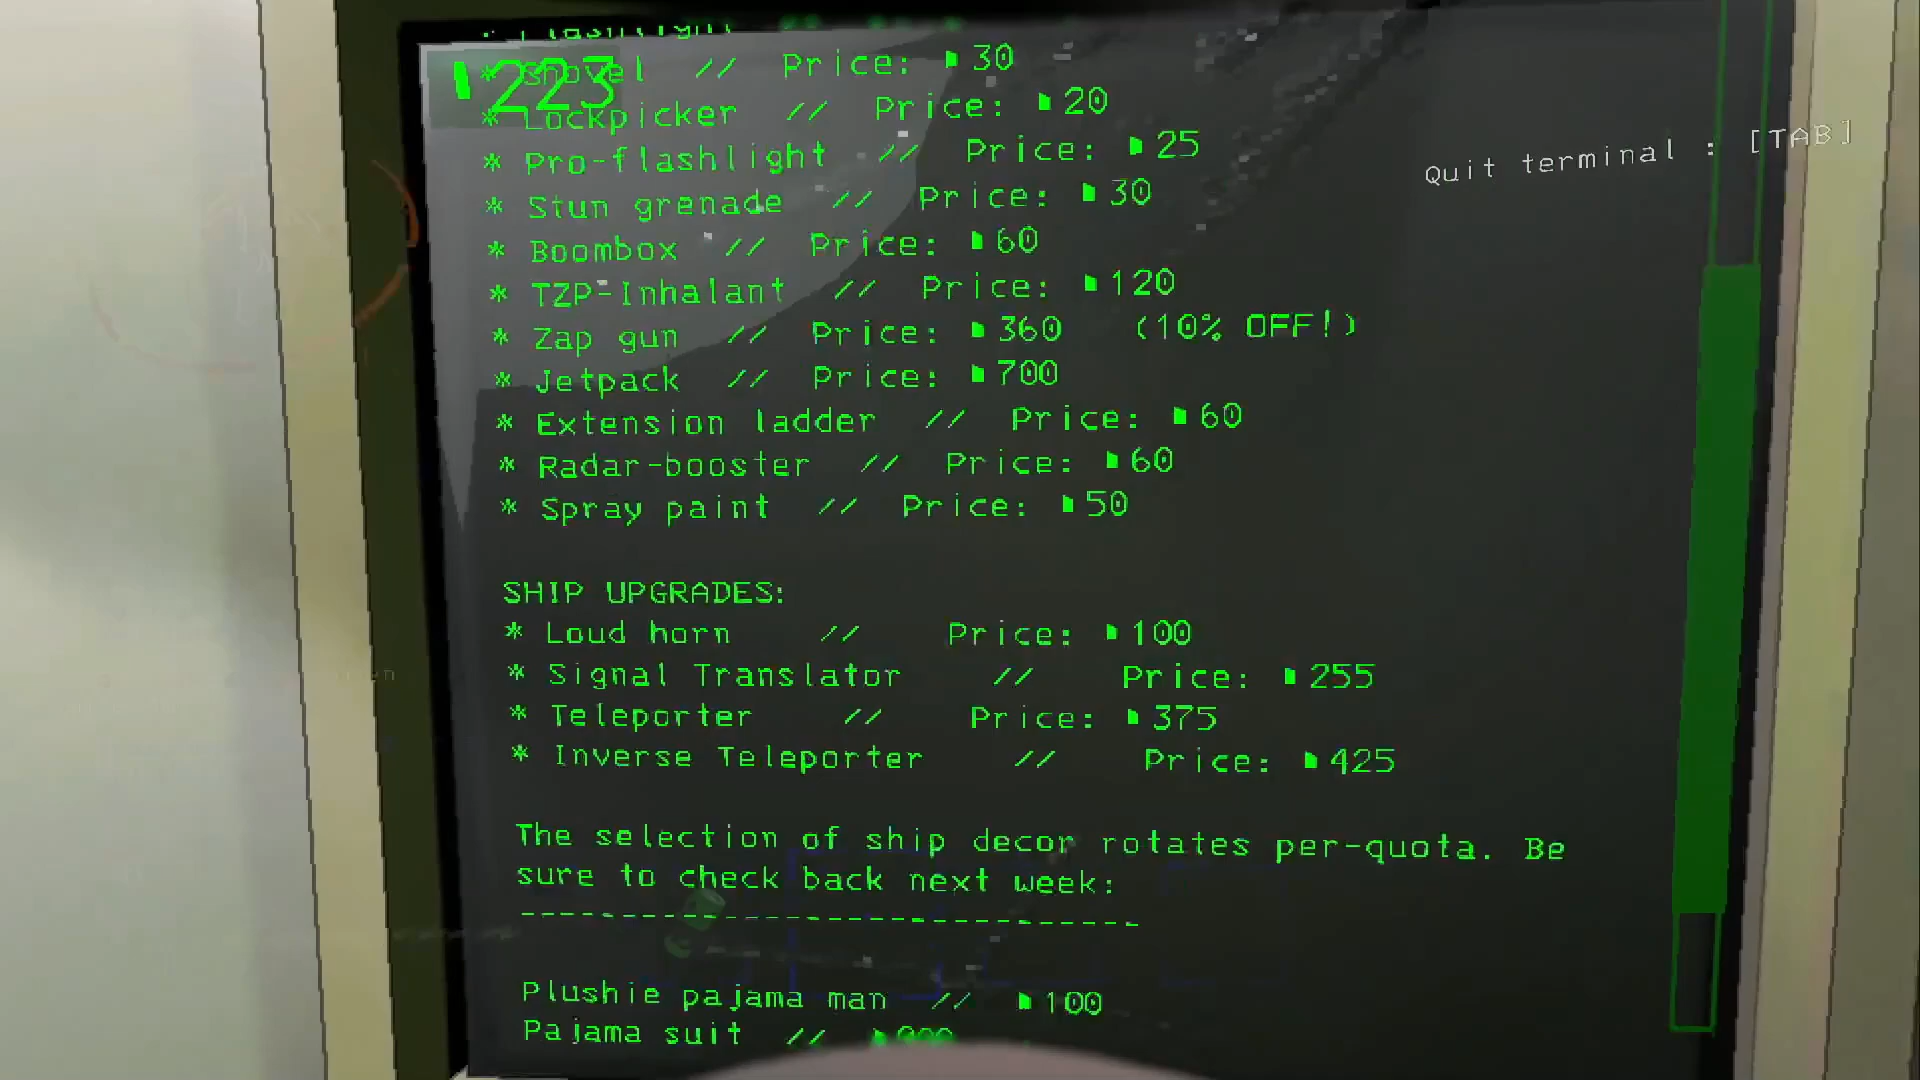 * Flashlight
223
* Shovel // Price: ▮30
* Lockpicker // Price: ▮20
* Pro-flashlight // Price: ▮25
Quit terminal : [TAB]
* Stun grenade // Price: ▮30
* Boombox // Price: ▮60
* TZP-Inhalant // Price: ▮120
* Zap gun // Price: ▮360 (10% OFF!)
* Jetpack // Price: ▮700
* Extension ladder // Price: ▮60
* Radar-booster // Price: ▮60
* Spray paint // Price: ▮50
SHIP UPGRADES:
* Loud horn // Price: ▮100
* Signal Translator // Price: ▮255
* Teleporter // Price: ▮375
* Inverse Teleporter // Price: ▮425
The selection of ship decor rotates per-quota. Be
sure to check back next week:
------------------------------
Plushie pajama man // ▮100
Pajama suit //